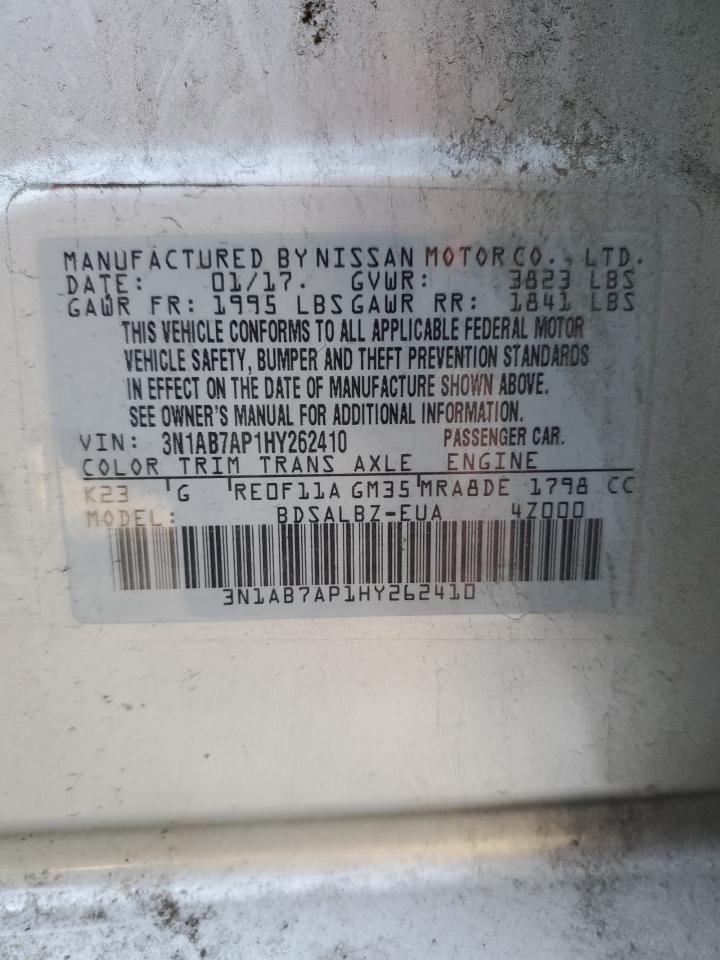 MANUFACTURED BY NISSAN MOTOR CO., LTD.
DATE: 01/17. GVWR: 3823 LBS
GAWR FR: 1995 LBS GAWR RR: 1841 LBS
THIS VEHICLE CONFORMS TO ALL APPLICABLE FEDERAL MOTOR
VEHICLE SAFETY, BUMPER AND THEFT PREVENTION STANDARDS
IN EFFECT ON THE DATE OF MANUFACTURE SHOWN ABOVE.
SEE OWNER'S MANUAL FOR ADDITIONAL INFORMATION.
VIN: 3N1AB7AP1HY262410 PASSENGER CAR.
COLOR TRIM TRANS AXLE ENGINE
K23 G RE0F11A GM35 MRA8DE 1798 CC
MODEL: BDSALBZ-EUA 4Z000
3N1AB7AP1HY262410